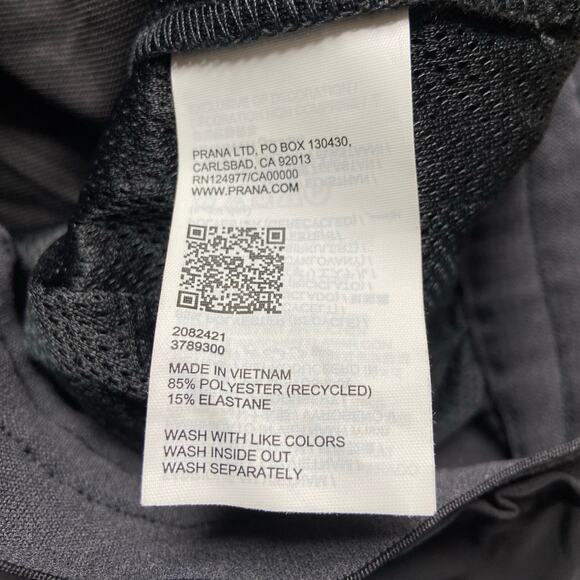 PRANA LTD, PO BOX 130430,
CARLSBAD, CA 92013
RN124977/CA00000
WWW.PRANA.COM
2082421
3789300
MADE IN VIETNAM
85% POLYESTER (RECYCLED)
15% ELASTANE
WASH WITH LIKE COLORS
WASH INSIDE OUT
WASH SEPARATELY